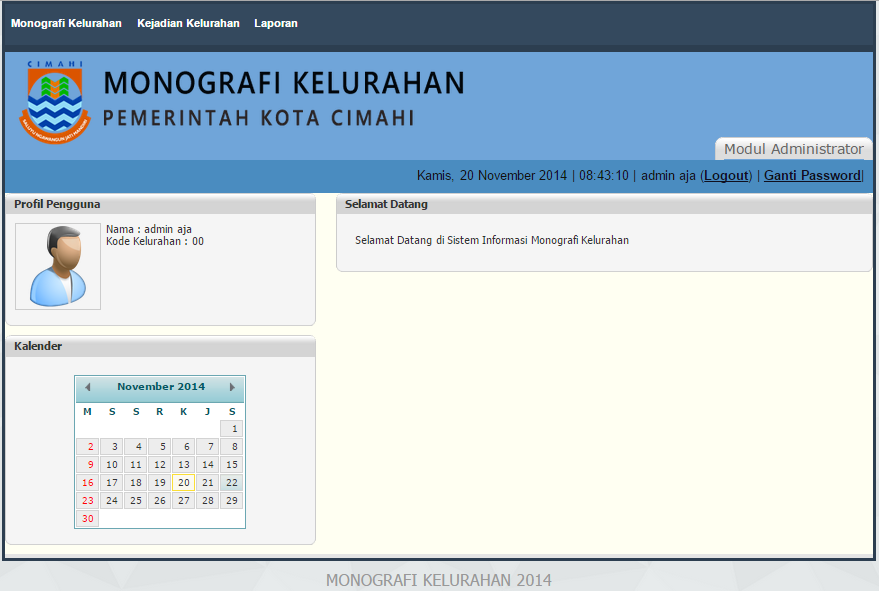 Monografi Kelurahan Kejadian Kelurahan Laporan
CIMAHI
MONOGRAFI KELURAHAN
PEMERINTAH KOTA CIMAHI
Modul Administrator
Kamis, 20 November 2014 | 08:43:10 | admin aja (Logout) | Ganti Password|
Profil Pengguna
Nama : admin aja
Kode Kelurahan : 00
Selamat Datang
Selamat Datang di Sistem Informasi Monografi Kelurahan
Kalender
November 2014
M S S R K J S
1
2 3 4 5 6 7 8
9 10 11 12 13 14 15
16 17 18 19 20 21 22
23 24 25 26 27 28 29
30
MONOGRAFI KELURAHAN 2014